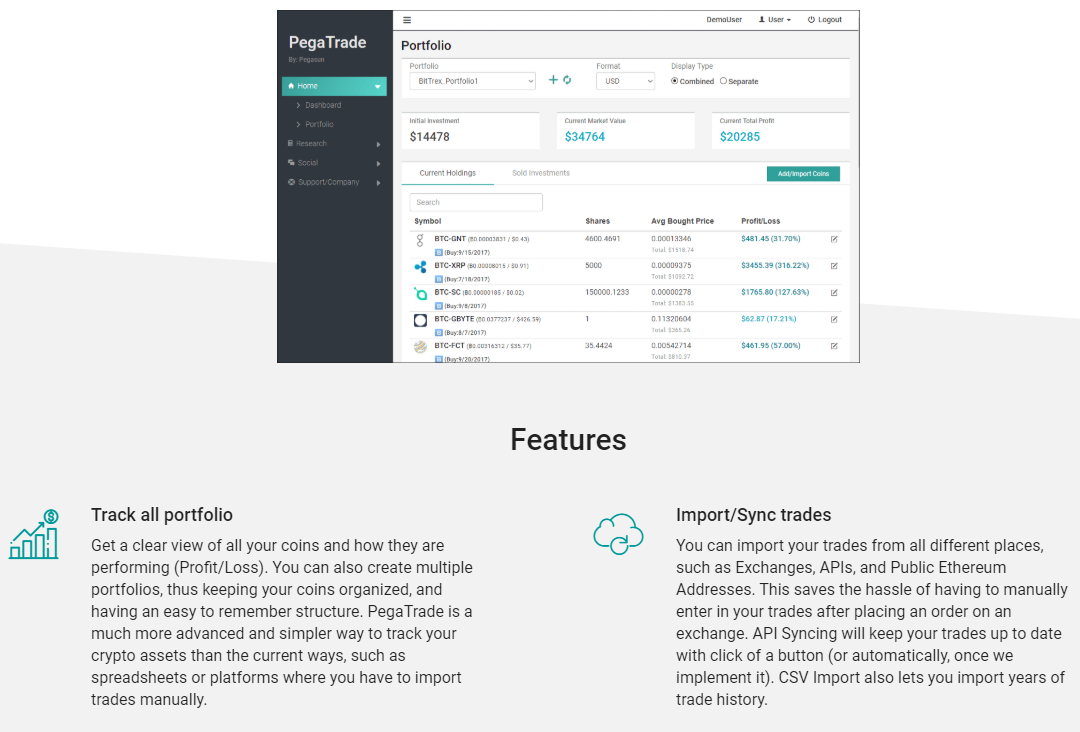 DemoUser User Logout
PegaTrade
By: Pegasun
Home
Dashboard
Portfolio
Research
Social
Support/Company
Portfolio
Portfolio Format Display Type
BitTrex_Portfolio1 USD Combined Separate
Initial Investment Current Market Value Current Total Profit
$14478 $34764 $20285
Current Holdings Sold Investments Add/Import Coins
Search
Symbol Shares Avg Bought Price Profit/Loss
BTC-GNT (B0.00003831 / $0.43) 4600.4691 0.00013346 $481.45 (31.70%)
B (Buy:9/15/2017) Total: $1518.74
BTC-XRP (B0.00008015 / $0.91) 5000 0.00009375 $3455.39 (316.22%)
B (Buy:7/18/2017) Total: $1092.72
BTC-SC (B0.00000185 / $0.02) 150000.1233 0.00000278 $1765.80 (127.63%)
B (Buy:9/8/2017) Total: $1383.55
BTC-GBYTE (B0.0377237 / $426.59) 1 0.11320604 $62.87 (17.21%)
B (Buy:8/7/2017) Total: $365.26
BTC-FCT (B0.00316312 / $35.77) 35.4424 0.00542714 $461.95 (57.00%)
B (Buy:9/20/2017) Total: $810.37
Features
Track all portfolio
Get a clear view of all your coins and how they are
performing (Profit/Loss). You can also create multiple
portfolios, thus keeping your coins organized, and
having an easy to remember structure. PegaTrade is a
much more advanced and simpler way to track your
crypto assets than the current ways, such as
spreadsheets or platforms where you have to import
trades manually.
Import/Sync trades
You can import your trades from all different places,
such as Exchanges, APIs, and Public Ethereum
Addresses. This saves the hassle of having to manually
enter in your trades after placing an order on an
exchange. API Syncing will keep your trades up to date
with click of a button (or automatically, once we
implement it). CSV Import also lets you import years of
trade history.